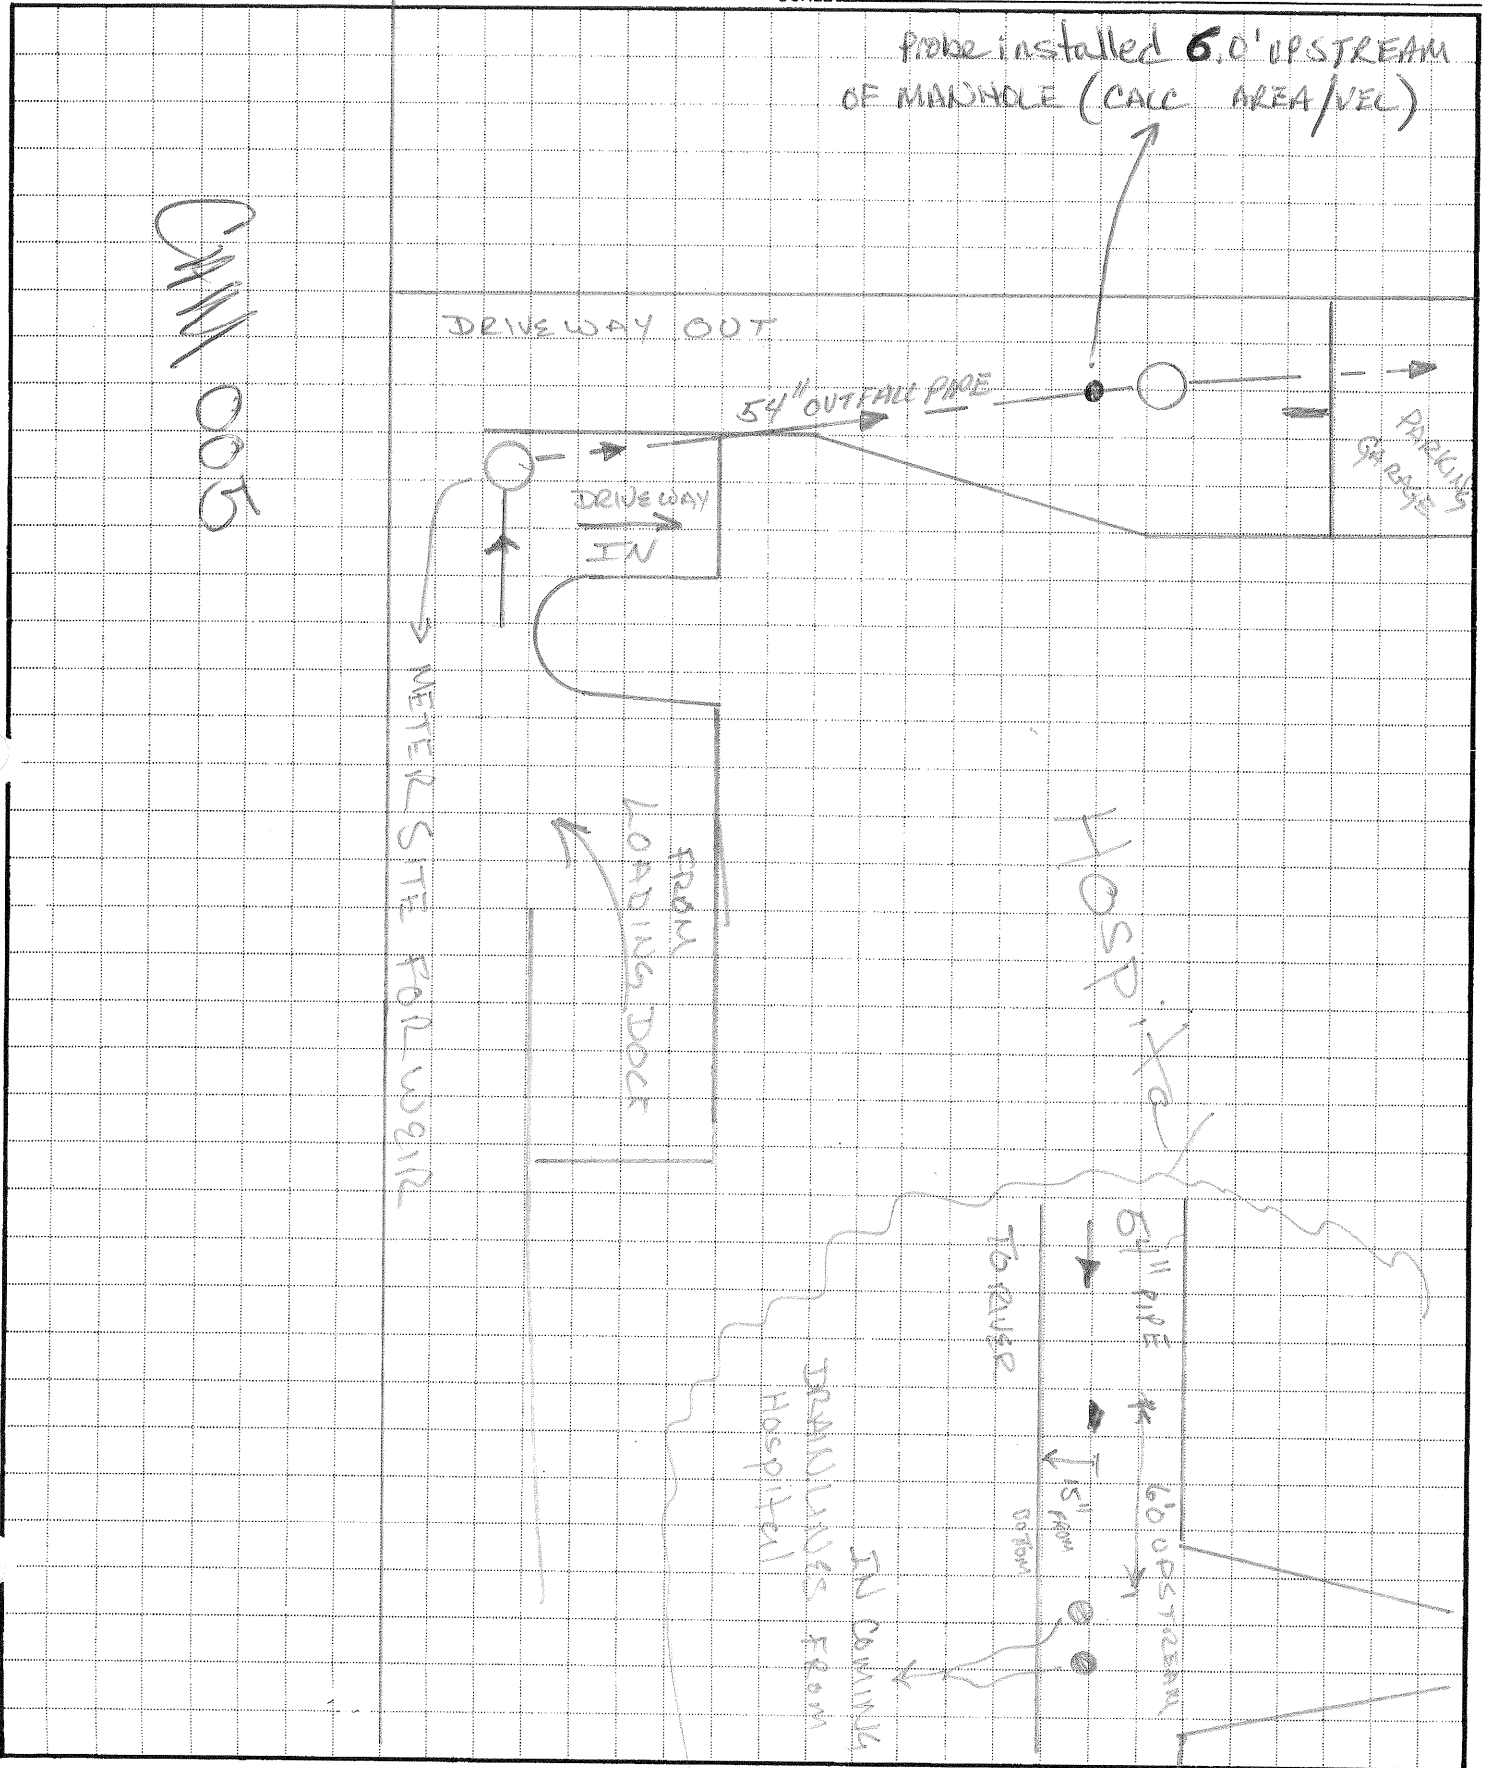 Probe installed 6.0' UPSTREAM
OF MANHOLE (CALC AREA/VEL)
DRIVEWAY OUT
54" OUTFALL PIPE
PARKING
GARAGE
DRIVEWAY
IN
005
METER SITE FOR WEIR
FROM
LOADING DOCK
HOSP
54" PIPE
TO RIVER
6.0 UPSTREAM
15" FROM
BOTTOM
IN COMING
DRAIN LINES FROM
Hospital